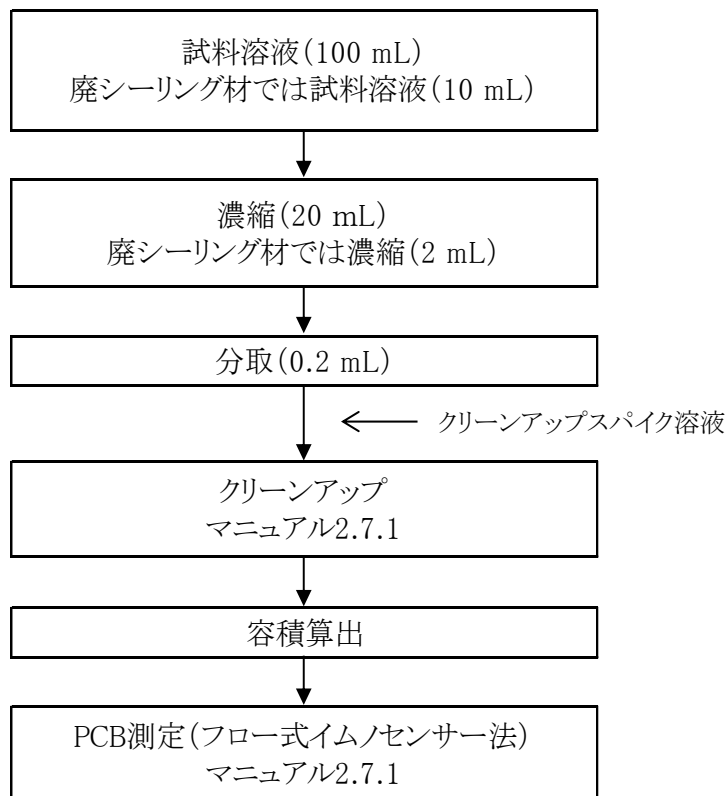 試料溶液(100 mL)
廃シーリング材では試料溶液(10 mL)
濃縮(20 mL)
廃シーリング材では濃縮(2 mL)
分取(0.2 mL)
クリーンアップスパイク溶液
クリーンアップ
マニュアル2.7.1
容積算出
PCB測定(フロー式イムノセンサー法)
マニュアル2.7.1